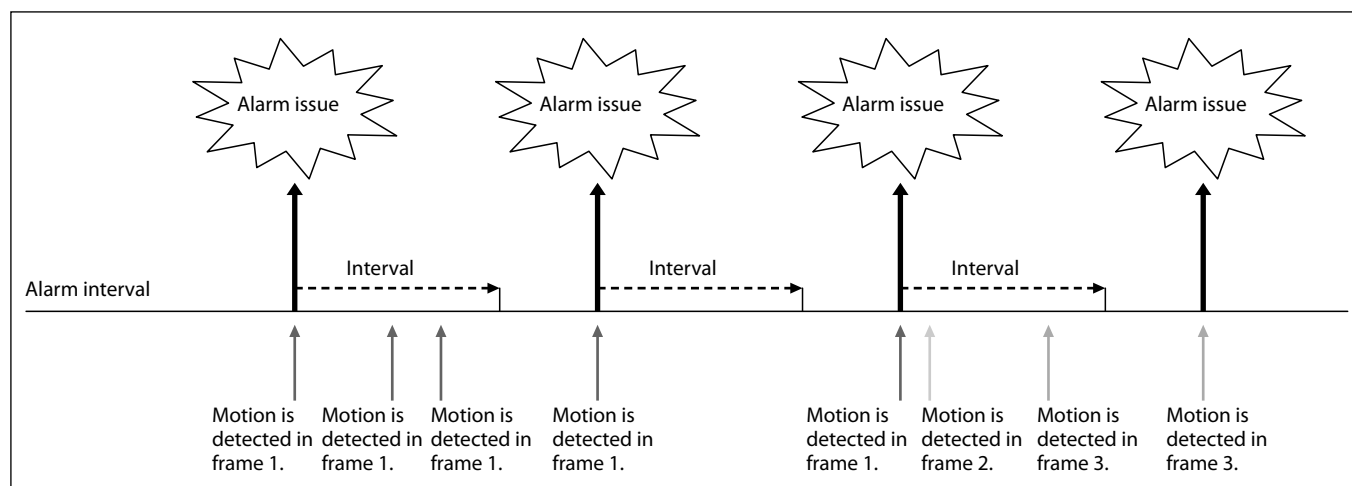 Alarm issue
Alarm issue
Alarm issue
Alarm issue
Interval
Interval
Interval
Alarm interval
Motion is
detected in
frame 1.
Motion is
detected in
frame 1.
Motion is
detected in
frame 1.
Motion is
detected in
frame 1.
Motion is
detected in
frame 1.
Motion is
detected in
frame 2.
Motion is
detected in
frame 3.
Motion is
detected in
frame 3.